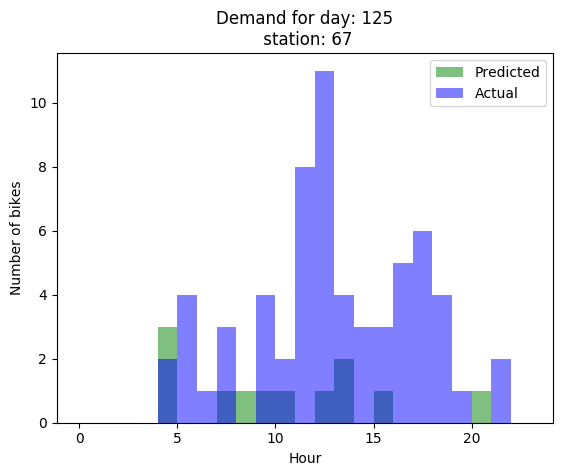 Demand for day: 125
station: 67
Predicted
Actual
Number of bikes
10
8
6
4
2
0
0 5 10 15 20
Hour